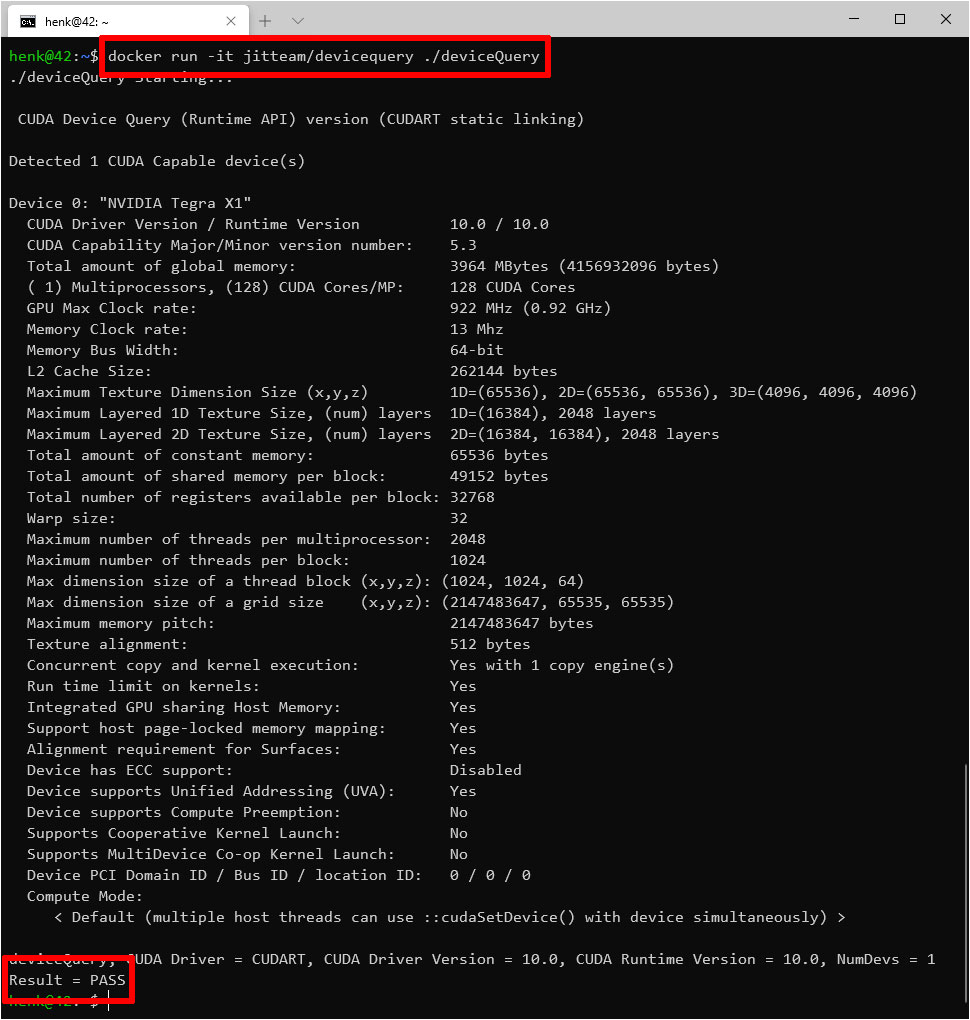 henk@42: ~
henk@42:~$ docker run -it jitteam/devicequery ./deviceQuery
./deviceQuery Starting...
CUDA Device Query (Runtime API) version (CUDART static linking)
Detected 1 CUDA Capable device(s)
Device 0: "NVIDIA Tegra X1"
CUDA Driver Version / Runtime Version 10.0 / 10.0
CUDA Capability Major/Minor version number: 5.3
Total amount of global memory: 3964 MBytes (4156932096 bytes)
( 1) Multiprocessors, (128) CUDA Cores/MP: 128 CUDA Cores
GPU Max Clock rate: 922 MHz (0.92 GHz)
Memory Clock rate: 13 Mhz
Memory Bus Width: 64-bit
L2 Cache Size: 262144 bytes
Maximum Texture Dimension Size (x,y,z) 1D=(65536), 2D=(65536, 65536), 3D=(4096, 4096, 4096)
Maximum Layered 1D Texture Size, (num) layers 1D=(16384), 2048 layers
Maximum Layered 2D Texture Size, (num) layers 2D=(16384, 16384), 2048 layers
Total amount of constant memory: 65536 bytes
Total amount of shared memory per block: 49152 bytes
Total number of registers available per block: 32768
Warp size: 32
Maximum number of threads per multiprocessor: 2048
Maximum number of threads per block: 1024
Max dimension size of a thread block (x,y,z): (1024, 1024, 64)
Max dimension size of a grid size (x,y,z): (2147483647, 65535, 65535)
Maximum memory pitch: 2147483647 bytes
Texture alignment: 512 bytes
Concurrent copy and kernel execution: Yes with 1 copy engine(s)
Run time limit on kernels: Yes
Integrated GPU sharing Host Memory: Yes
Support host page-locked memory mapping: Yes
Alignment requirement for Surfaces: Yes
Device has ECC support: Disabled
Device supports Unified Addressing (UVA): Yes
Device supports Compute Preemption: No
Supports Cooperative Kernel Launch: No
Supports MultiDevice Co-op Kernel Launch: No
Device PCI Domain ID / Bus ID / location ID: 0 / 0 / 0
Compute Mode:
< Default (multiple host threads can use ::cudaSetDevice() with device simultaneously) >
deviceQuery, CUDA Driver = CUDART, CUDA Driver Version = 10.0, CUDA Runtime Version = 10.0, NumDevs = 1
Result = PASS
henk@42:~$